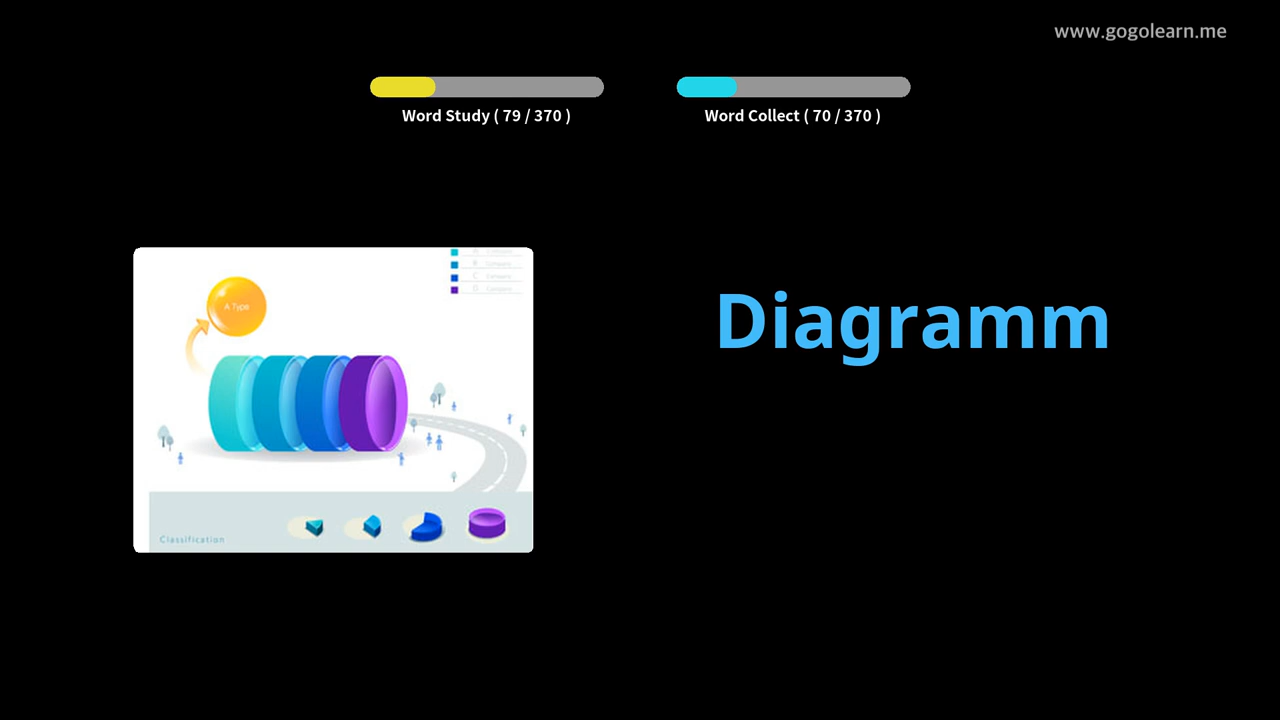 www.gogolearn.me
Word Study ( 79 / 370 )
Word Collect ( 70 / 370 )
Diagramm
A Type
Classification